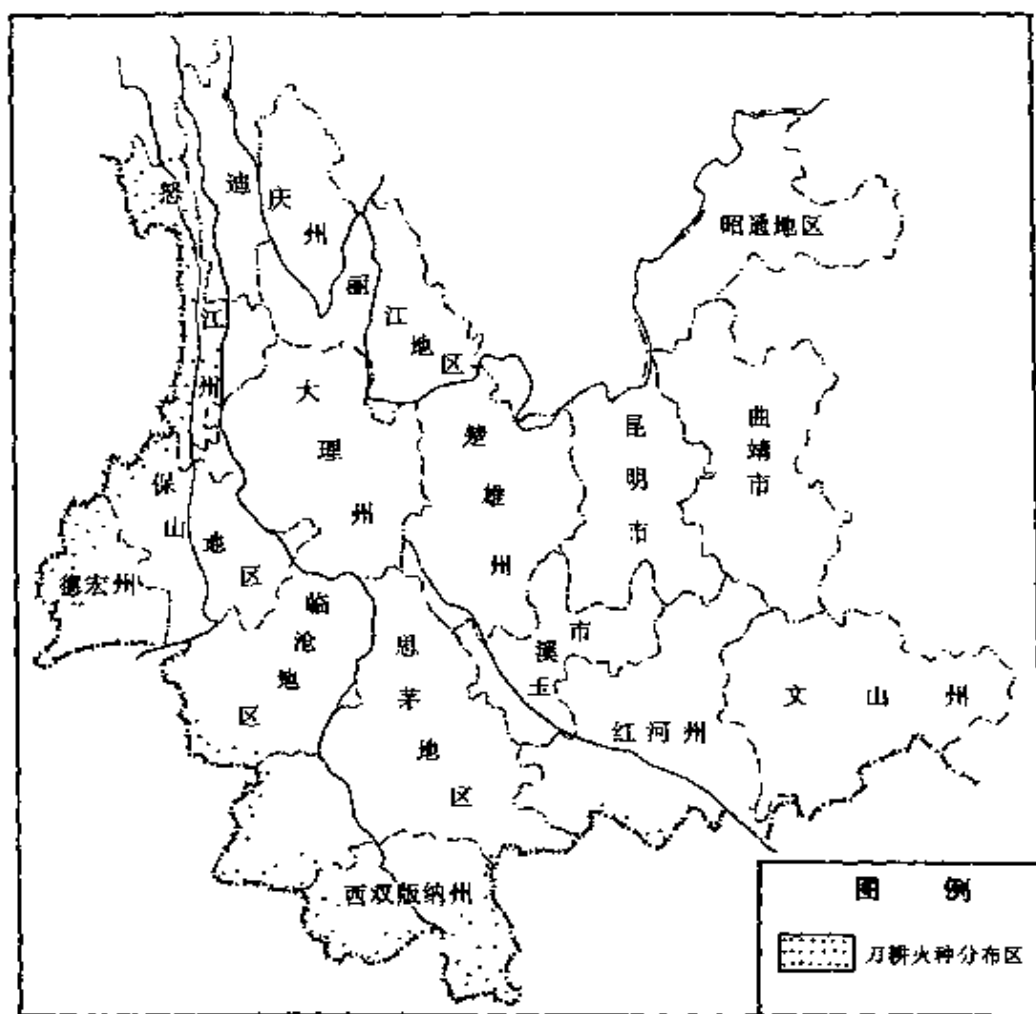 怒江州
迪庆州
丽江地区
昭通地区
大理州
楚雄州
昆明市
曲靖市
保山地区
德宏州
临沧地区
思茅地区
玉溪市
红河州
文山州
西双版纳州
图例
刀耕火种分布区